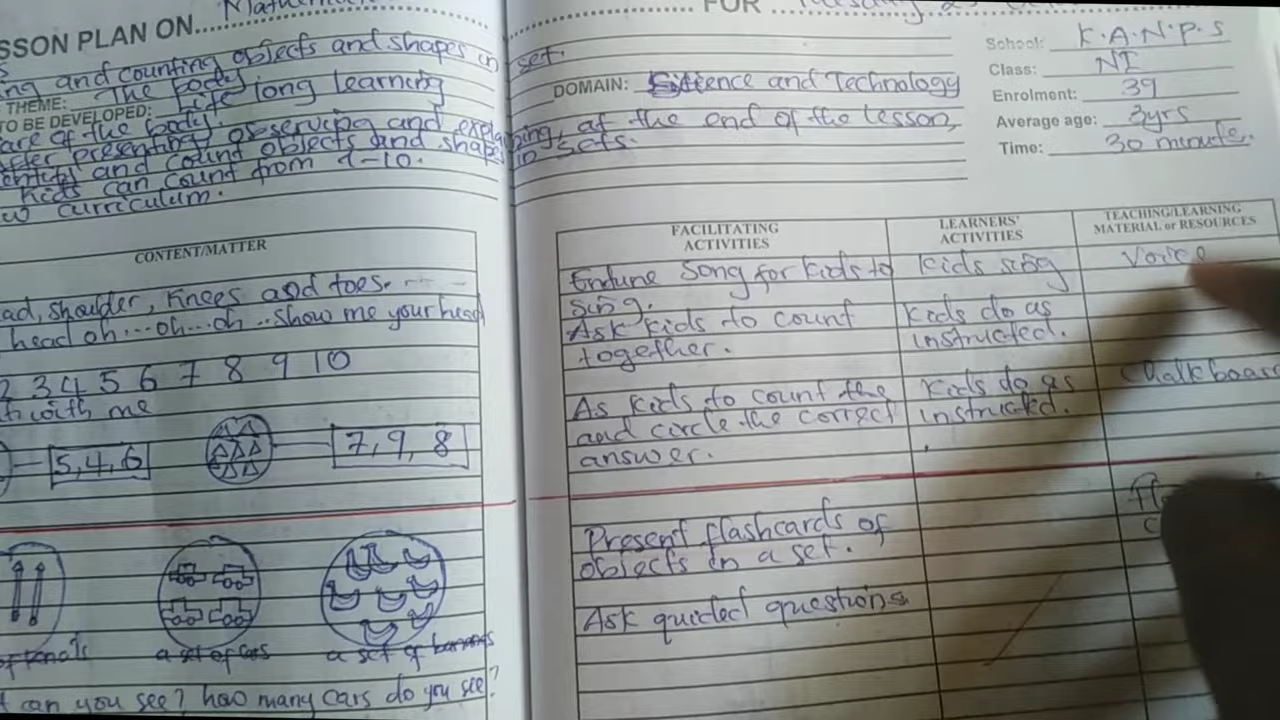 SSON PLAN ON
FOR
ing and counting objects and shapes in set.
THEME: The body
TO BE DEVELOPED: Life long learning
are of the body.
After presenting, observing and explaining, at the end of the lesson,
identify and count objects and shapes in sets.
kids can count from 1-10.
curriculum.
DOMAIN: Science and Technology
School: K.A.N.P.S
Class: NI
Enrolment: 39
Average age: 3yrs
Time: 30 minute.
CONTENT/MATTER
ad, shoulder, knees and toes.
head oh...oh...oh..show me your head
2 3 4 5 6 7 8 9 10
with me
5,4,6
7, 9, 8
a set of cars
a set of
can you see? how many cars do you see?
FACILITATING ACTIVITIES
LEARNERS' ACTIVITIES
TEACHING/LEARNING MATERIAL or RESOURCES
Endune song for kids to
sing.
Kids sing
Voice
Ask kids to count
together.
Kids do as
instructed.
As kids to count the
and circle the correct
answer.
Kids do as
instructed.
Chalkboard
Present flashcards of
objects in a set.
Ask guided questions